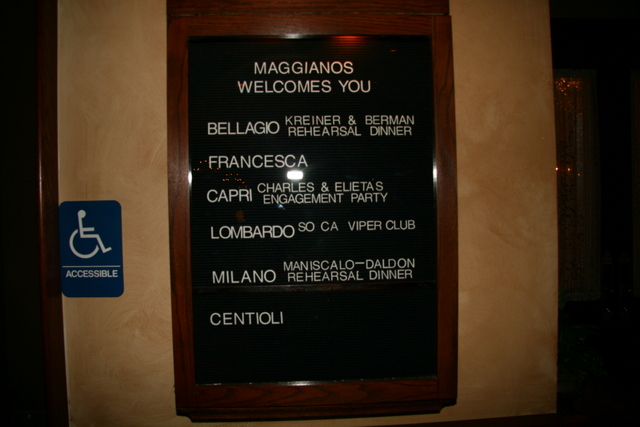 MAGGIANOS
WELCOMES YOU
BELLAGIO KREINER & BERMAN
REHEARSAL DINNER
FRANCESCA
CAPRI CHARLES & ELIETAS
ENGAGEMENT PARTY
LOMBARDO SO CA VIPER CLUB
MILANO MANISCALO-DALDON
REHEARSAL DINNER
CENTIOLI
ACCESSIBLE